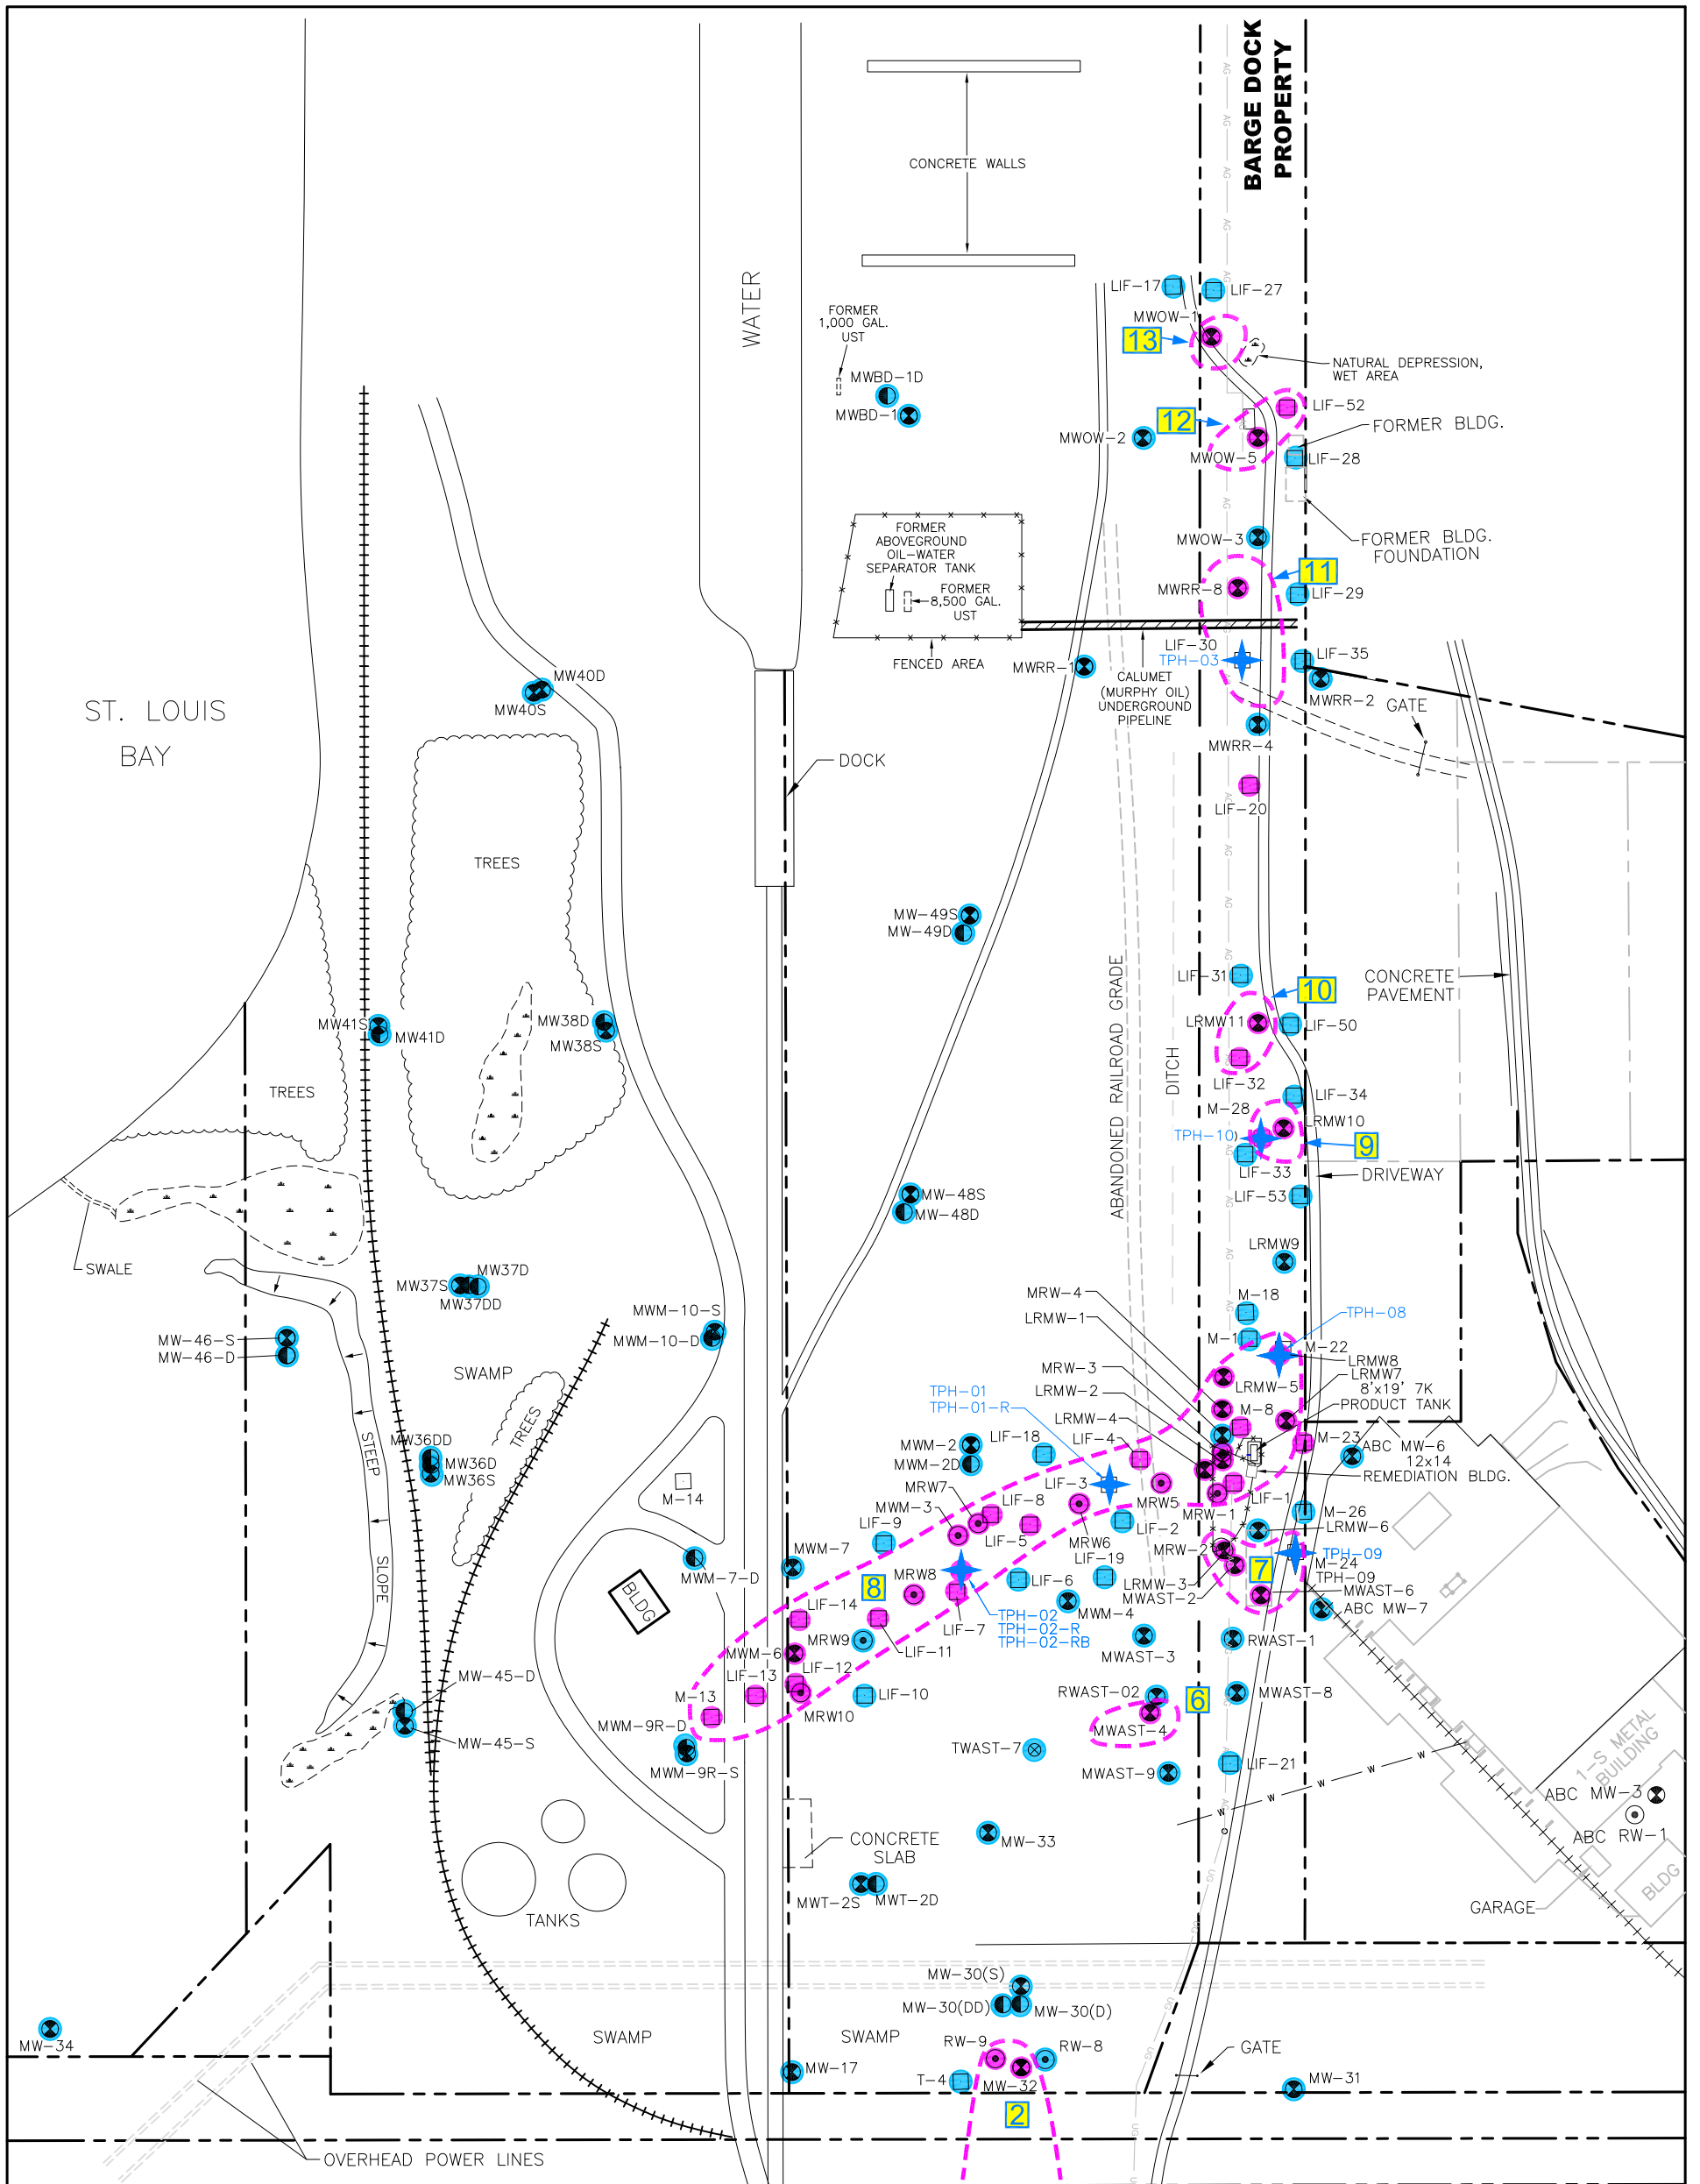 BARGE DOCK
PROPERTY
CONCRETE WALLS
WATER
FORMER
1,000 GAL.
UST
MWBD-1D
MWBD-1
LIF-17
LIF-27
MWOW-1
13
NATURAL DEPRESSION,
WET AREA
LIF-52
12
FORMER BLDG.
MWOW-2
MWOW-5
LIF-28
FORMER
ABOVEGROUND
OIL-WATER
SEPARATOR TANK
FORMER
8,500 GAL.
UST
FENCED AREA
MWOW-3
FORMER BLDG.
FOUNDATION
11
MWRR-8
LIF-29
LIF-30
TPH-03
LIF-35
MWRR-1
MWRR-2
CALUMET
(MURPHY OIL)
UNDERGROUND
PIPELINE
GATE
MWRR-4
LIF-20
ST. LOUIS
BAY
MW40D
MW40S
DOCK
TREES
MW-49S
MW-49D
ABANDONED RAILROAD GRADE
DITCH
LIF-31
CONCRETE
PAVEMENT
10
LRMW11
LIF-50
LIF-32
LIF-34
M-28
LRMW10
TPH-10
9
LIF-33
DRIVEWAY
LIF-53
MW41S
MW41D
MW38D
MW38S
TREES
MW-48S
MW-48D
SWALE
MW37S
MW37D
MW37DD
LRMW9
MW-46-S
MW-46-D
MWM-10-S
MWM-10-D
SWAMP
TREES
STEEP
SLOPE
MRW-4
LRMW-1
MRW-3
LRMW-2
LRMW-4
M-18
M-1
TPH-08
M-22
LRMW8
LRMW7
8'x19' 7K
PRODUCT TANK
LRMW-5
M-8
M-23
ABC MW-6
12x14
REMEDIATION BLDG.
TPH-01
TPH-01-R
LIF-4
LIF-18
MWM-2
MWM-2D
LIF-3
MRW5
MRW-1
LIF-1
M-26
LRMW-6
MW36DD
MW36D
MW36S
M-14
MRW7
MWM-3
LIF-8
LIF-9
LIF-5
MRW6
LIF-2
MRW-2
TPH-09
M-24
TPH-09
7
MWM-7
MWM-7-D
8
MRW8
LIF-6
LIF-19
LRMW-3
MWAST-2
MWAST-6
MWM-4
ABC MW-7
BLDG
LIF-14
LIF-7
TPH-02
TPH-02-R
TPH-02-RB
MRW9
LIF-11
MWAST-3
RWAST-1
MWM-6
LIF-12
LIF-13
M-13
LIF-10
MRW10
RWAST-02
6
MWAST-8
MWAST-4
MW-45-D
MW-45-S
MWM-9R-D
MWM-9R-S
TWAST-7
MWAST-9
LIF-21
1-S METAL
BUILDING
ABC MW-3
ABC RW-1
BLDG
GARAGE
CONCRETE
SLAB
MW-33
MWT-2S
MWT-2D
TANKS
MW-30(S)
MW-30(DD)
MW-30(D)
SWAMP
SWAMP
MW-34
RW-9
RW-8
GATE
MW-17
T-4
MW-32
MW-31
2
OVERHEAD POWER LINES
AG
UG
W